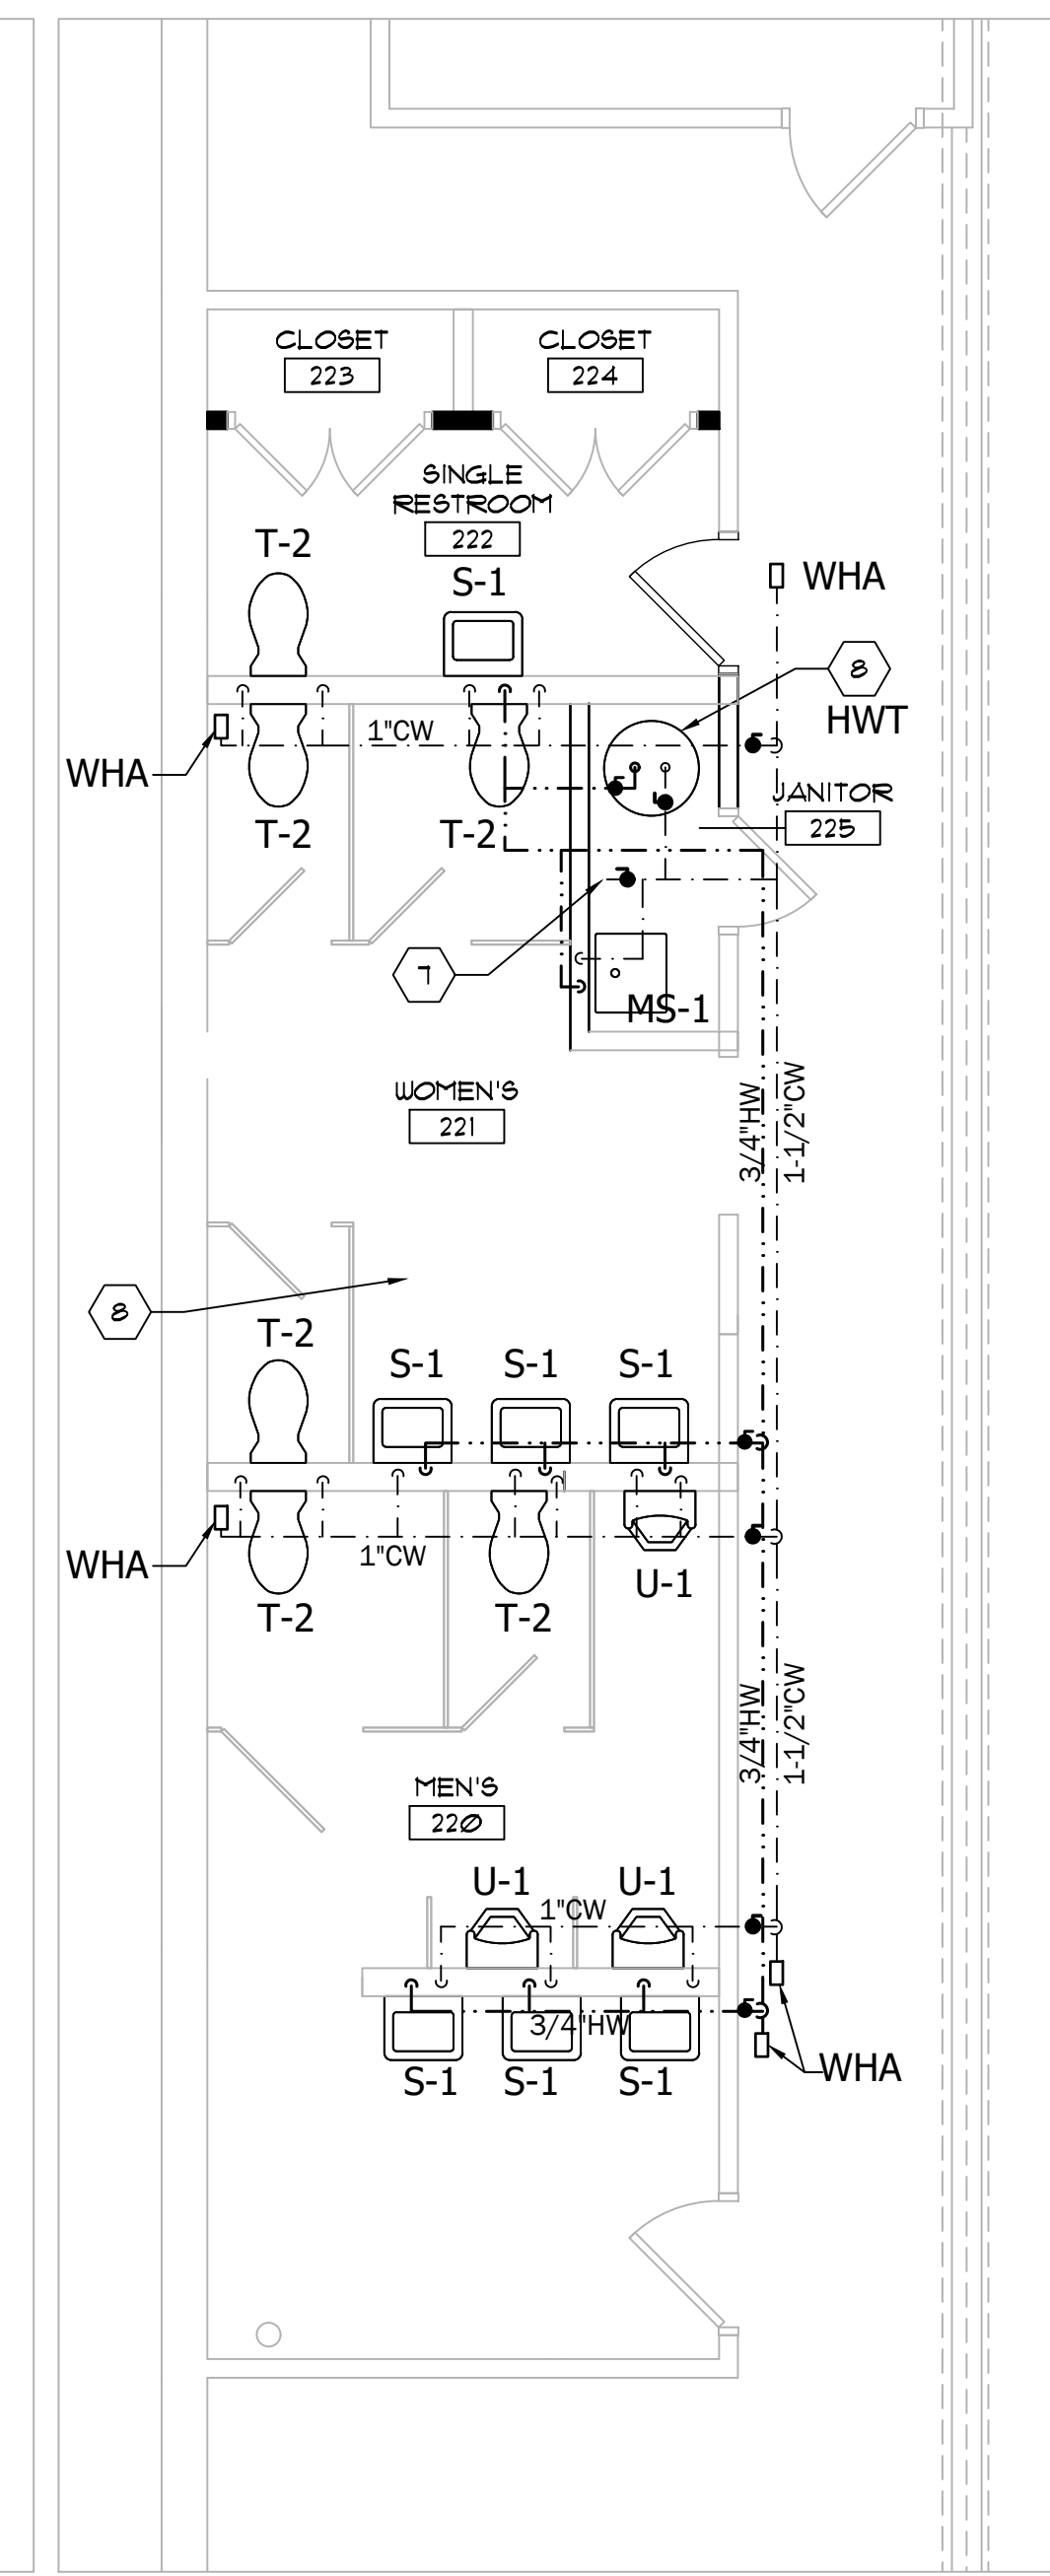 CLOSET
223
CLOSET
224
SINGLE
RESTROOM
222
T-2
S-1
WHA
8
HWT
1"CW
WHA
JANITOR
225
T-2
T-2
7
MS-1
WOMEN'S
221
3/4"HW
1-1/2"CW
8
T-2
S-1
S-1
S-1
WHA
1"CW
U-1
T-2
T-2
3/4"HW
1-1/2"CW
MEN'S
220
U-1
U-1
1"CW
3/4"HW
WHA
S-1
S-1
S-1